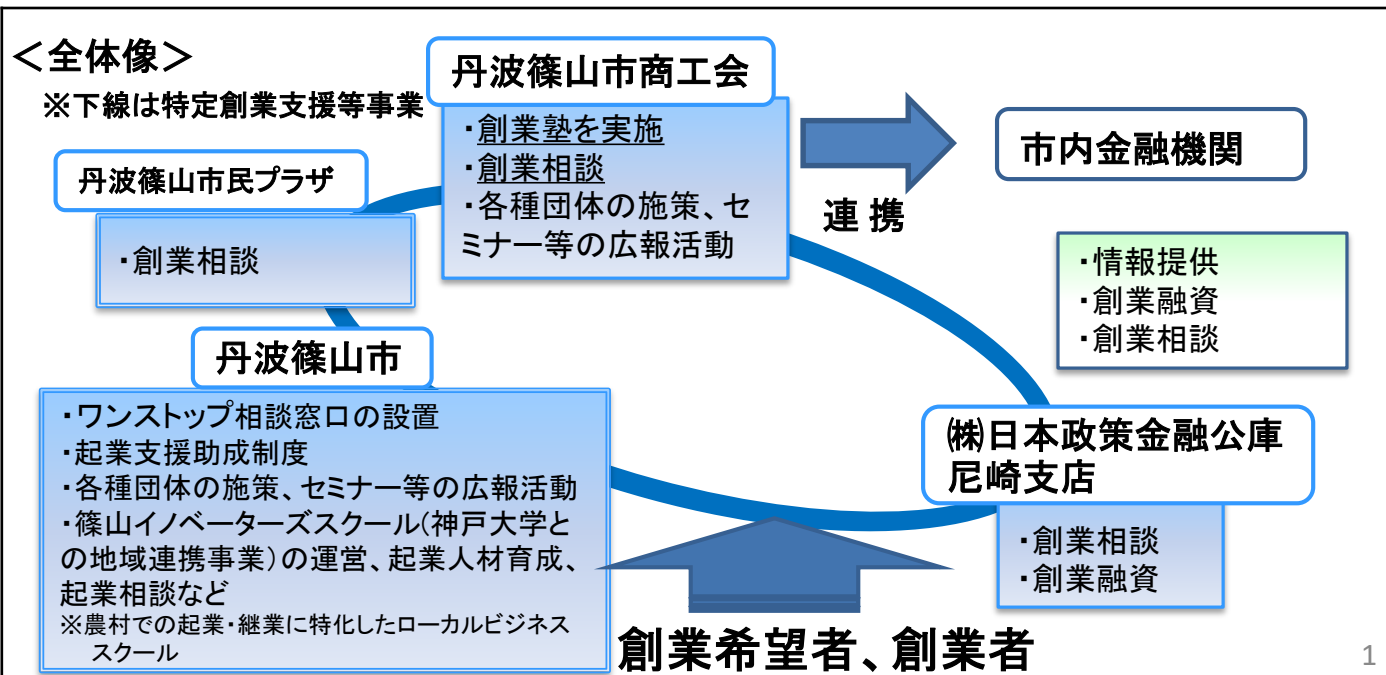 ＜全体像＞
※下線は特定創業支援等事業
丹波篠山市商工会
・創業塾を実施
・創業相談
・各種団体の施策、セ
ミナー等の広報活動
連 携
市内金融機関
・情報提供
・創業融資
・創業相談
丹波篠山市民プラザ
・創業相談
丹波篠山市
・ワンストップ相談窓口の設置
・起業支援助成制度
・各種団体の施策、セミナー等の広報活動
・篠山イノベーターズスクール(神戸大学と
の地域連携事業)の運営、起業人材育成、
起業相談など
※農村での起業・継業に特化したローカルビジネス
スクール
㈱日本政策金融公庫
尼崎支店
・創業相談
・創業融資
創業希望者、創業者
1